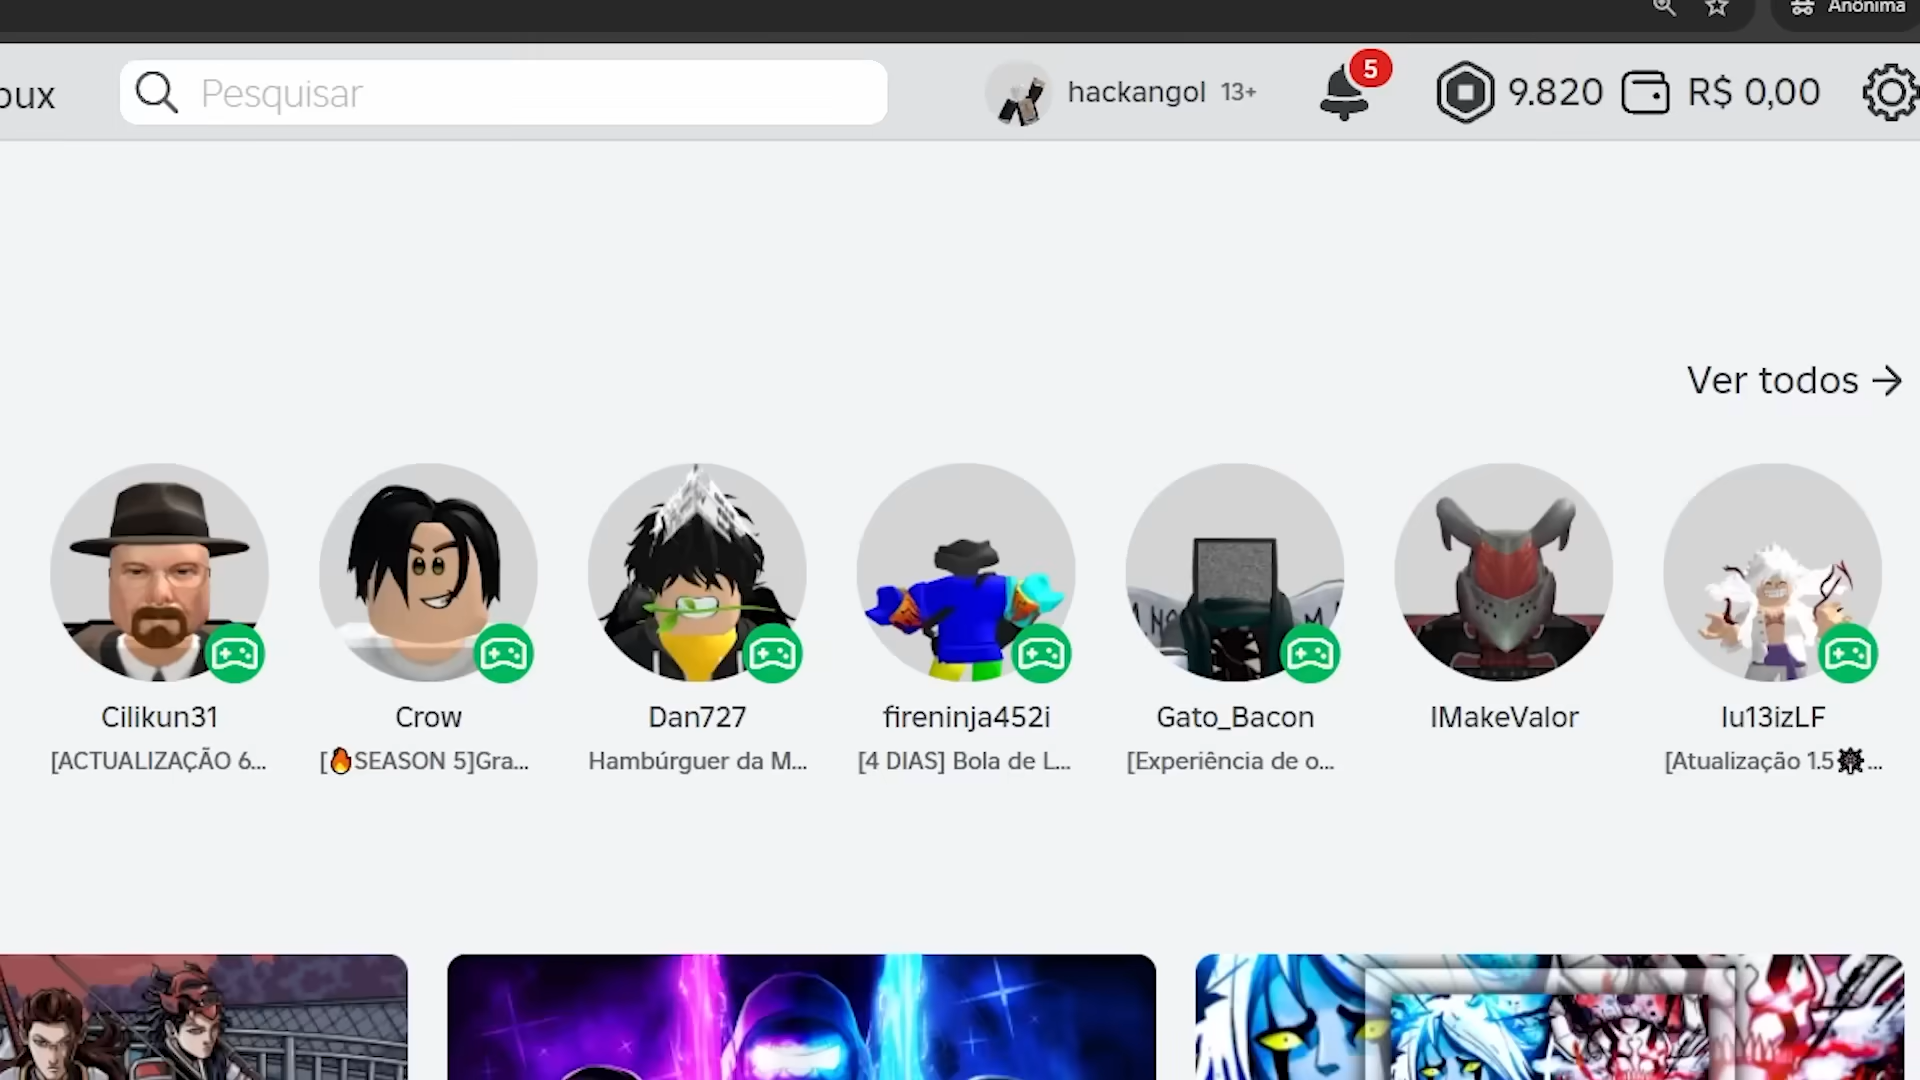 Anônima
oux
Pesquisar
hackangol 13+
5
9.820
R$ 0,00
Ver todos →
Cilikun31
Crow
Dan727
fireninja452i
Gato_Bacon
IMakeValor
lu13izLF
[ACTUALIZAÇÃO 6...
[🔥SEASON 5]Gra...
Hambúrguer da M...
[4 DIAS] Bola de L...
[Experiência de o...
[Atualização 1.5...